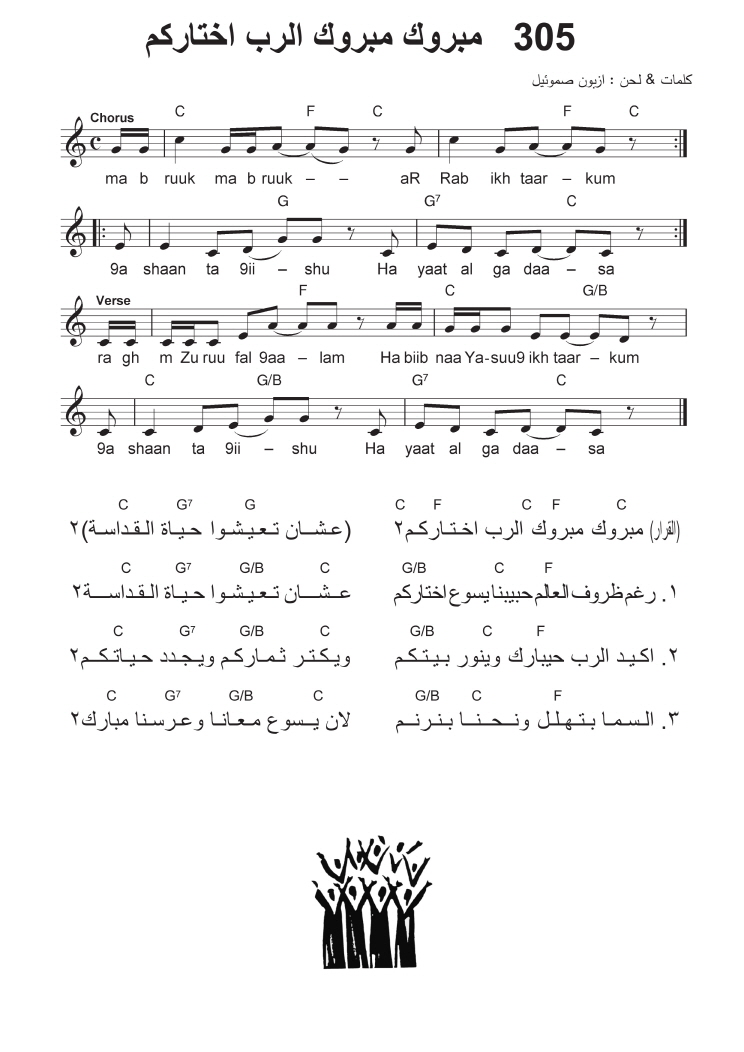 305 مبروك مبروك الرب اختاركم
كلمات & لحن : ازبون صموئيل
Chorus
C F C F C
ma b ruuk ma b ruuk – – aR Rab ikh taar – kum
G G7 C
9a shaan ta 9ii – shu Ha yaat al ga daa – sa
Verse
F C G/B
ra gh m Zu ruu fal 9aa – lam Ha biib naa Ya-suu9 ikh taar – kum
C G/B G7 C
9a shaan ta 9ii – shu Ha yaat al ga daa – sa
C G7 G C F C F C
(القرار) مبروك مبروك الرب اختاركم٢ (عشان تعيشوا حياة القداسة)٢
C G7 G/B C G/B C F
١. رغم ظروف العالم حبيبنا يسوع اختاركم عشان تعيشوا حياة القداسة٢
C G7 G/B C G/B C F
٢. اكيد الرب حيبارك وينور بيتكم ويكتر ثماركم ويجدد حياتكم٢
C G7 G/B C G/B C F
٣. السما بتهلل ونحنا بنرنم لان يسوع معانا وعرسنا مبارك٢